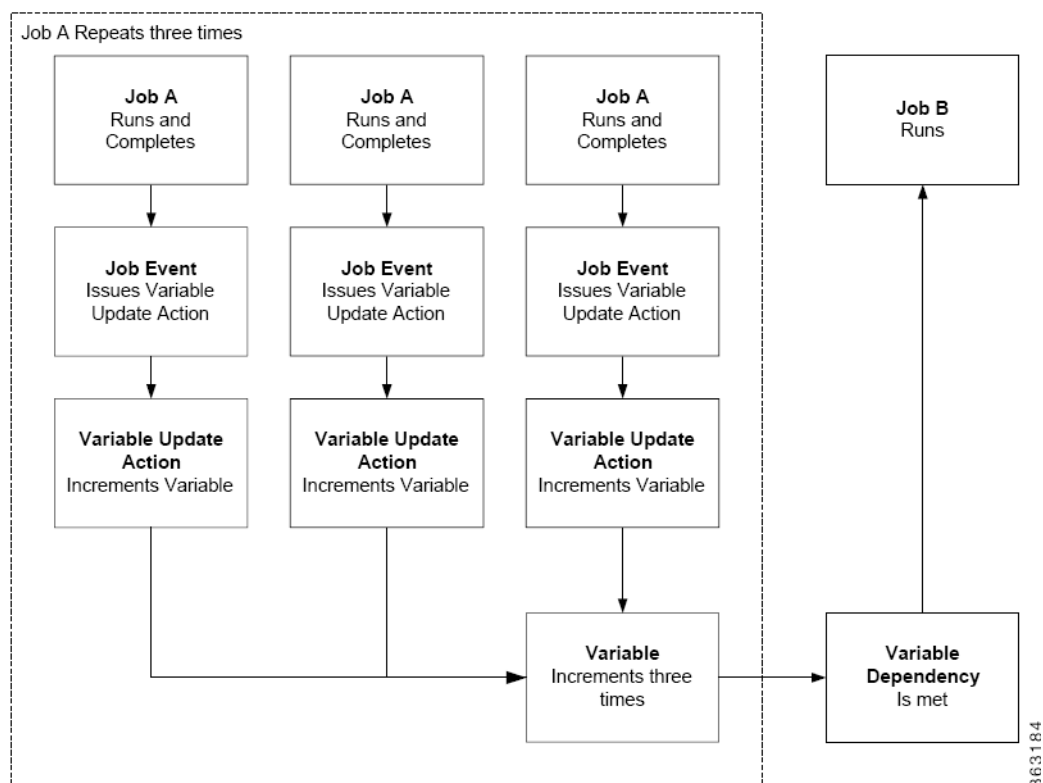 Job A Repeats three times
Job A
Runs and
Completes
Job A
Runs and
Completes
Job A
Runs and
Completes
Job B
Runs
Job Event
Issues Variable
Update Action
Job Event
Issues Variable
Update Action
Job Event
Issues Variable
Update Action
Variable Update
Action
Increments Variable
Variable Update
Action
Increments Variable
Variable Update
Action
Increments Variable
Variable
Increments three
times
Variable
Dependency
Is met
363184